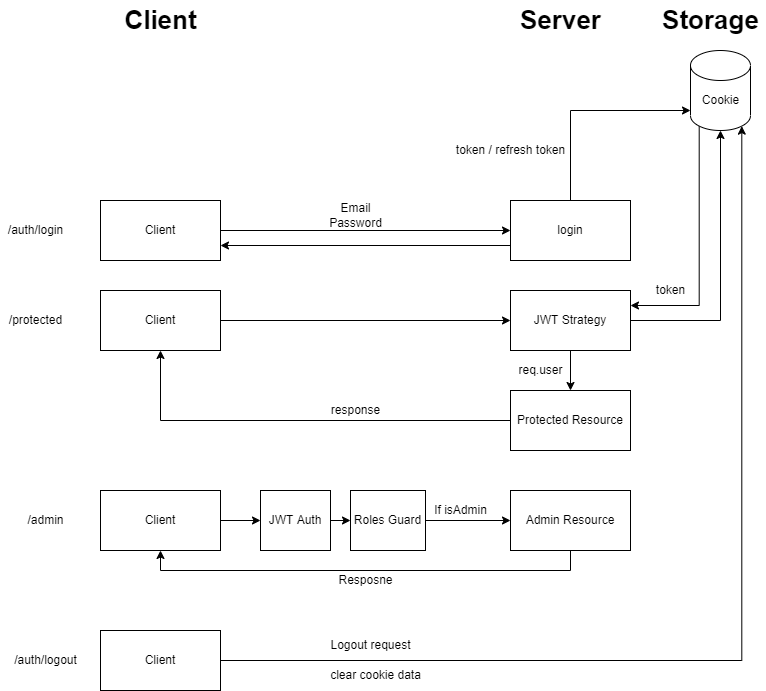 Client
Server
Storage
Cookie
token / refresh token
/auth/login
Client
Email
Password
login
token
/protected
Client
JWT Strategy
req.user
response
Protected Resource
/admin
Client
JWT Auth
Roles Guard
If isAdmin
Admin Resource
Resposne
/auth/logout
Client
Logout request
clear cookie data